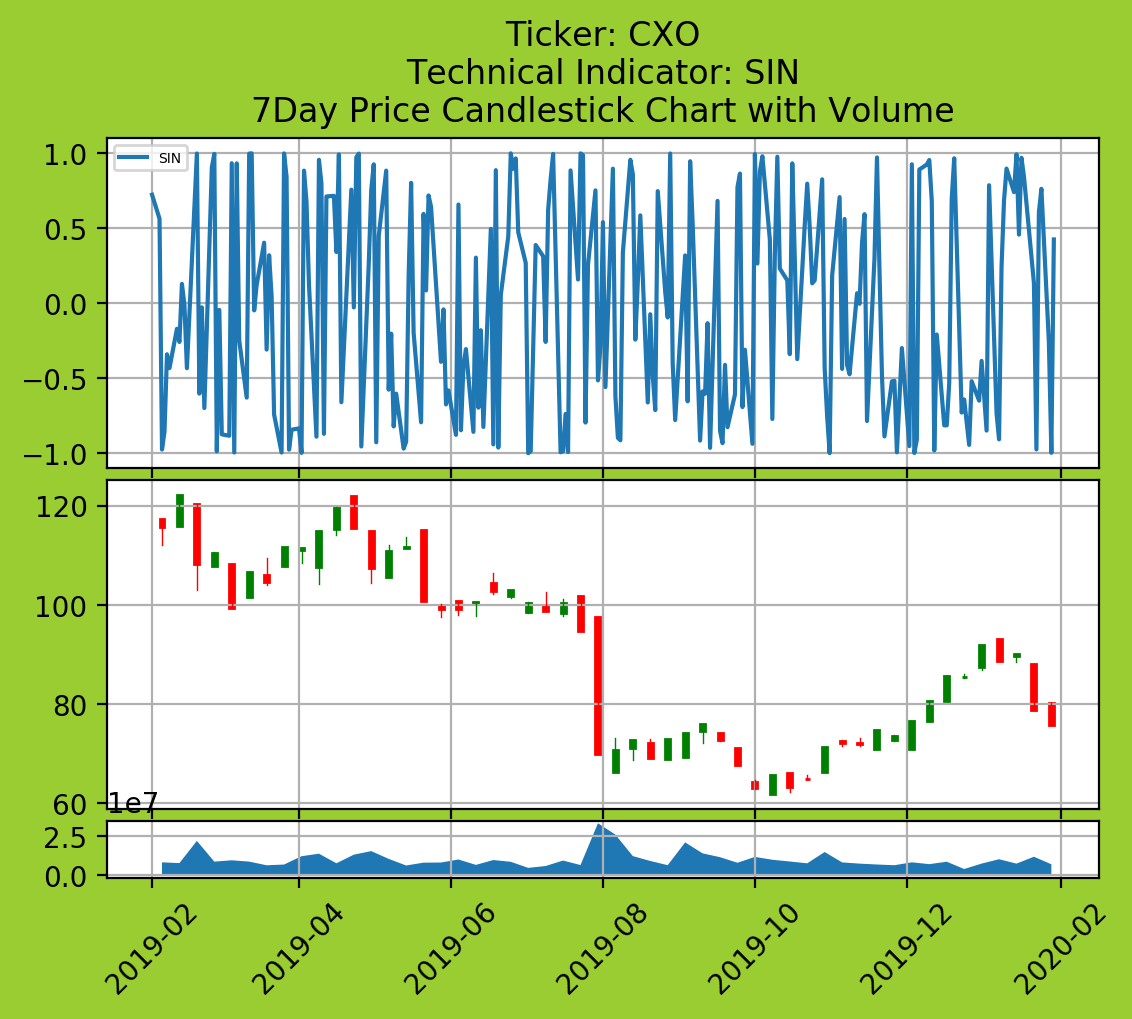 Ticker: CXO
Technical Indicator: SIN
7Day Price Candlestick Chart with Volume
SIN
1.0
0.5
0.0
−0.5
−1.0
120
100
80
60
1e7
2.5
0.0
2019-02 2019-04 2019-06 2019-08 2019-10 2019-12 2020-02